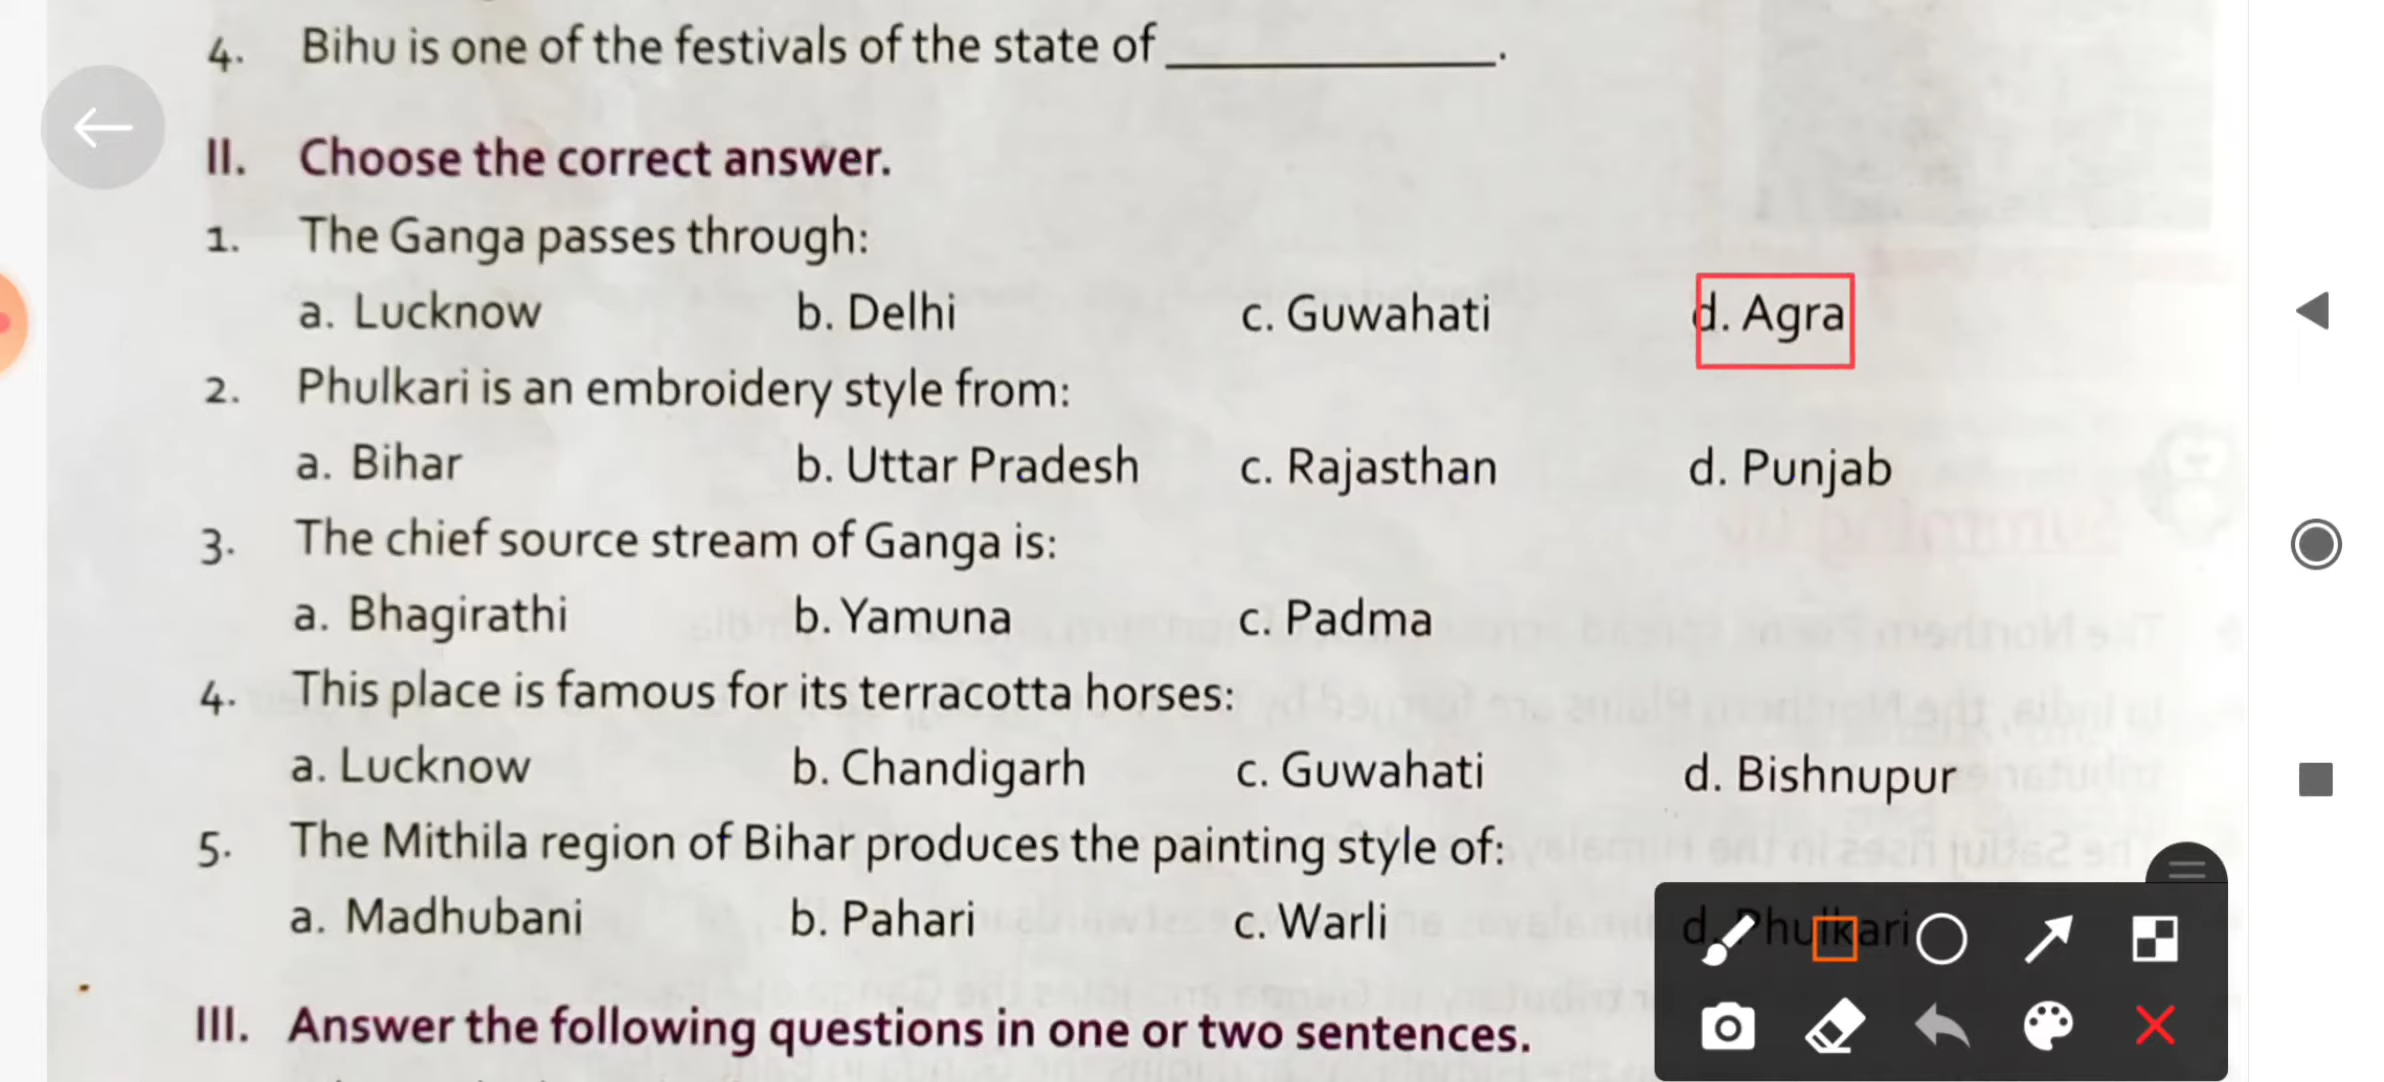 4. Bihu is one of the festivals of the state of ____________.
II. Choose the correct answer.
1. The Ganga passes through:
a. Lucknow b. Delhi c. Guwahati d. Agra
2. Phulkari is an embroidery style from:
a. Bihar b. Uttar Pradesh c. Rajasthan d. Punjab
3. The chief source stream of Ganga is:
a. Bhagirathi b. Yamuna c. Padma
4. This place is famous for its terracotta horses:
a. Lucknow b. Chandigarh c. Guwahati d. Bishnupur
5. The Mithila region of Bihar produces the painting style of:
a. Madhubani b. Pahari c. Warli d. Phulkari
III. Answer the following questions in one or two sentences.